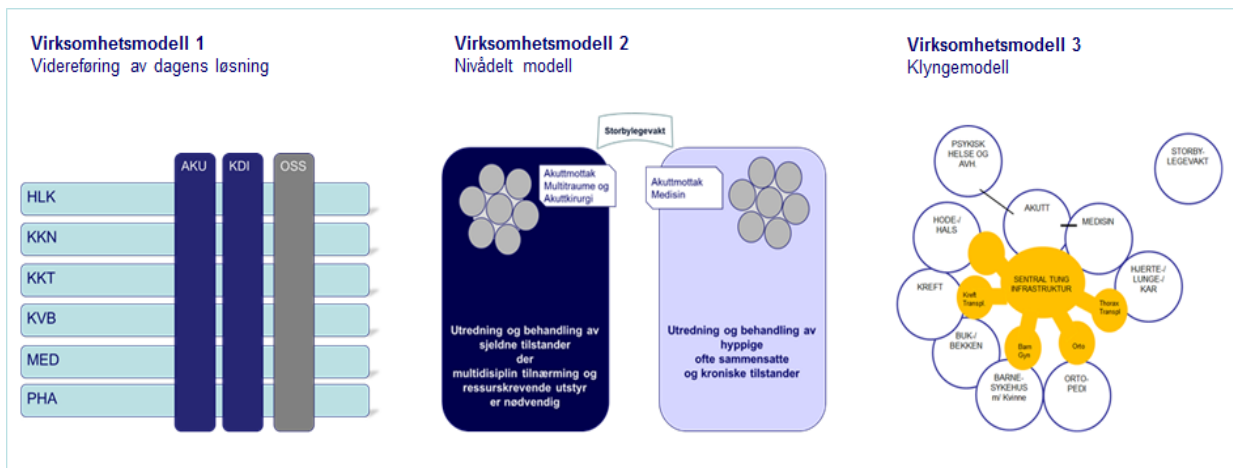 Virksomhetsmodell 1
Videreføring av dagens løsning
AKU
KDI
OSS
HLK
KKN
KKT
KVB
MED
PHA
Virksomhetsmodell 2
Nivådelt modell
Storbylegevakt
Akuttmottak
Multitraume og
Akuttkirurgi
Utredning og behandling av
sjeldne tilstander
der
multidisiplin tilnærming og
ressurskrevende utstyr
er nødvendig
Akuttmottak
Medisin
Utredning og behandling av
hyppige
ofte sammensatte
og kroniske tilstander
Virksomhetsmodell 3
Klyngemodell
PSYKISK
HELSE OG
AVH.
STORBY-
LEGEVAKT
AKUTT
MEDISIN
HODE-/
HALS
SENTRAL TUNG
INFRASTRUKTUR
HJERTE-/
LUNGE-/
KAR
KREFT
Kreft
Transpl.
Thorax
Transpl.
BUK-/
BEKKEN
Barn
Gyn
Orto
BARNE-
SYKEHUS
m/ Kvinne
ORTO-
PEDI